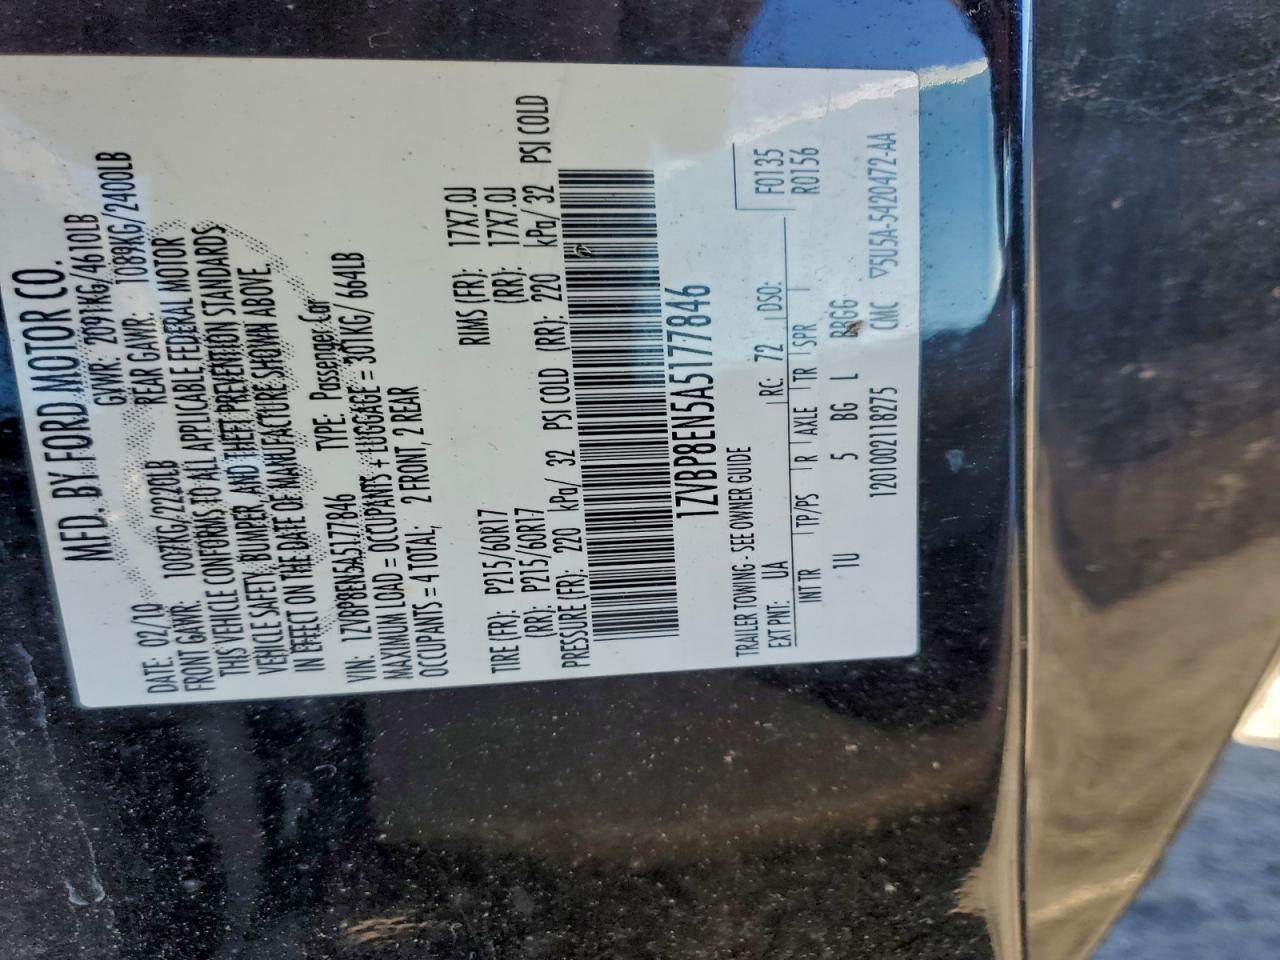 MFD. BY FORD MOTOR CO.
DATE: 02/10 GVWR: 2091KG/4610LB
FRONT GAWR: 1007KG/2220LB REAR GAWR: 1089KG/2400LB
THIS VEHICLE CONFORMS TO ALL APPLICABLE FEDERAL MOTOR
VEHICLE SAFETY, BUMPER, AND THEFT PREVENTION STANDARDS
IN EFFECT ON THE DATE OF MANUFACTURE SHOWN ABOVE.
VIN: 1ZVBP8EN5A5177846 TYPE: Passenger Car
MAXIMUM LOAD = OCCUPANTS + LUGGAGE = 301KG/ 664LB
OCCUPANTS = 4 TOTAL; 2 FRONT, 2 REAR
TIRE (FR): P215/60R17 RIMS (FR): 17X7.0J
(RR): P215/60R17 (RR): 17X7.0J
PRESSURE (FR): 220 kPa/ 32 PSI COLD (RR): 220 kPa/ 32 PSI COLD
1ZVBP8EN5A5177846
TRAILER TOWING - SEE OWNER GUIDE
F0135
EXT PNT: UA RC: 72 DSO: R0156
INT TR TP/PS R AXLE TR SPR
1U 5 BG L BBGG
1201002118275 CMC ▽5U5A-5420472-AA